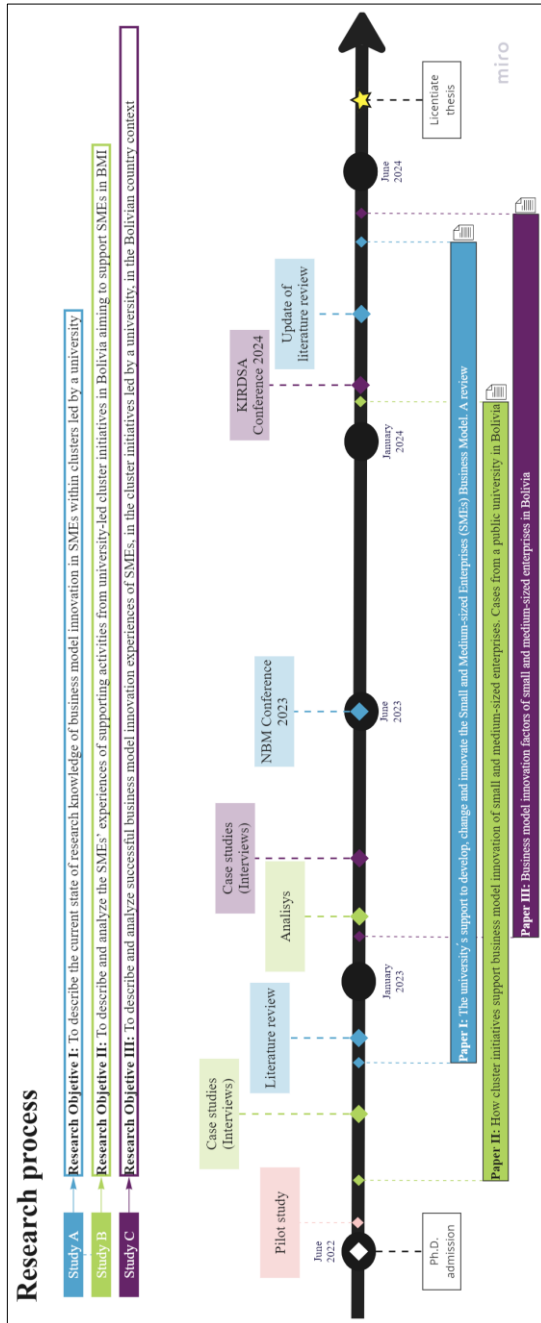 Research process
Study A
Research Objetive I: To describe the current state of research knowledge of business model innovation in SMEs within clusters led by a university
Study B
Research Objetive II: To describe and analyze the SMEs' experiences of supporting activities from university-led cluster initiatives in Bolivia aiming to support SMEs in BMI
Study C
Research Objetive III: To describe and analyze successful business model innovation experiences of SMEs, in the cluster initiatives led by a university, in the Bolivian country context
Pilot study
Case studies
(Interviews)
Literature review
Analisys
Case studies
(Interviews)
NBM Conference
2023
KIRDSA
Conference 2024
Update of
literature review
June
2022
January
2023
June
2023
January
2024
June
2024
Ph.D.
admission
Licentiate
thesis
Paper I: The university's support to develop, change and innovate the Small and Medium-sized Enterprises (SMEs) Business Model. A review
Paper II: How cluster initiatives support business model innovation of small and medium-sized enterprises. Cases from a public university in Bolivia
Paper III: Business model innovation factors of small and medium-sized enterprises in Bolivia
miro